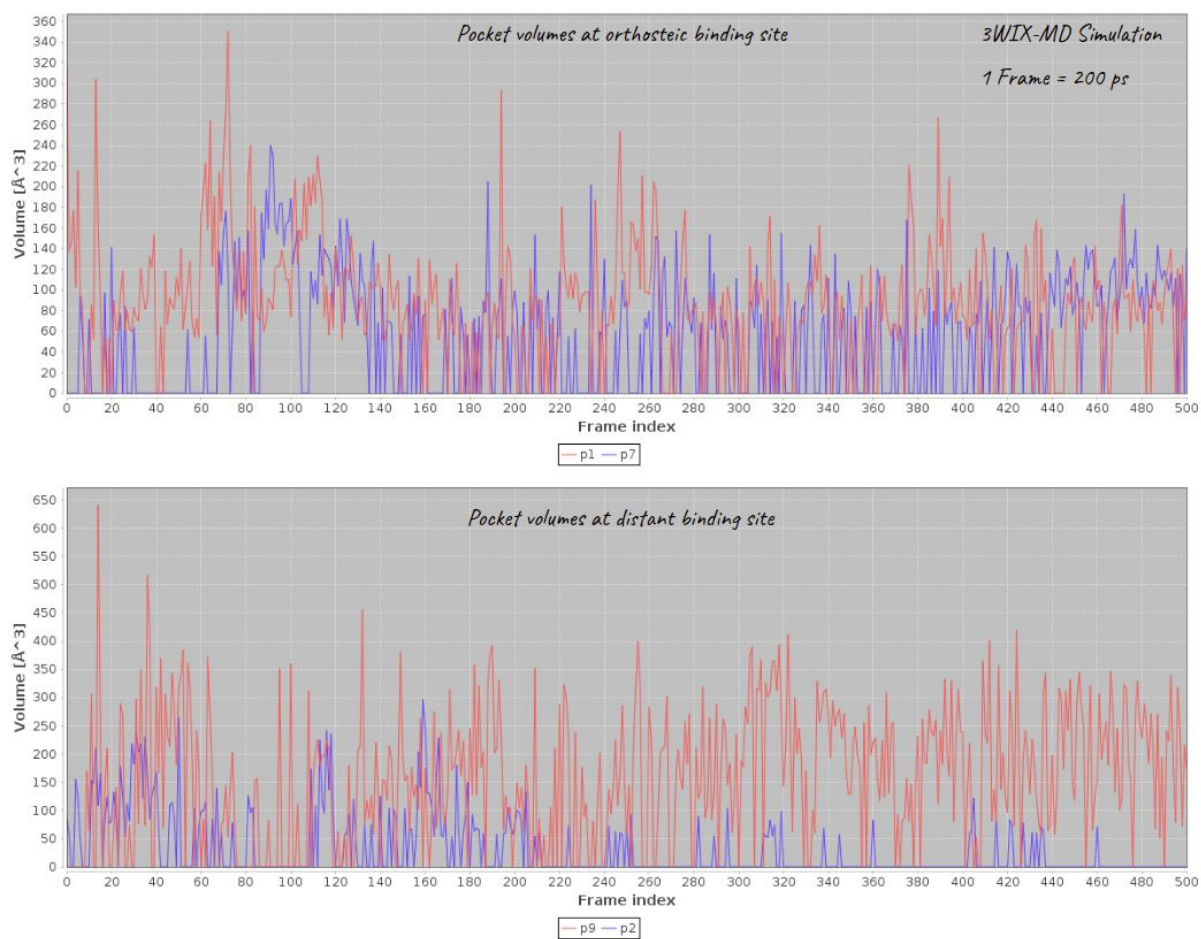 Pocket volumes at orthosteic binding site
3WIX-MD Simulation
1 Frame = 200 ps
Volume [Å^3]
360
340
320
300
280
260
240
220
200
180
160
140
120
100
80
60
40
20
0
0 20 40 60 80 100 120 140 160 180 200 220 240 260 280 300 320 340 360 380 400 420 440 460 480 500
Frame index
p1 p7
Pocket volumes at distant binding site
Volume [Å^3]
650
600
550
500
450
400
350
300
250
200
150
100
50
0
0 20 40 60 80 100 120 140 160 180 200 220 240 260 280 300 320 340 360 380 400 420 440 460 480 500
Frame index
p9 p2